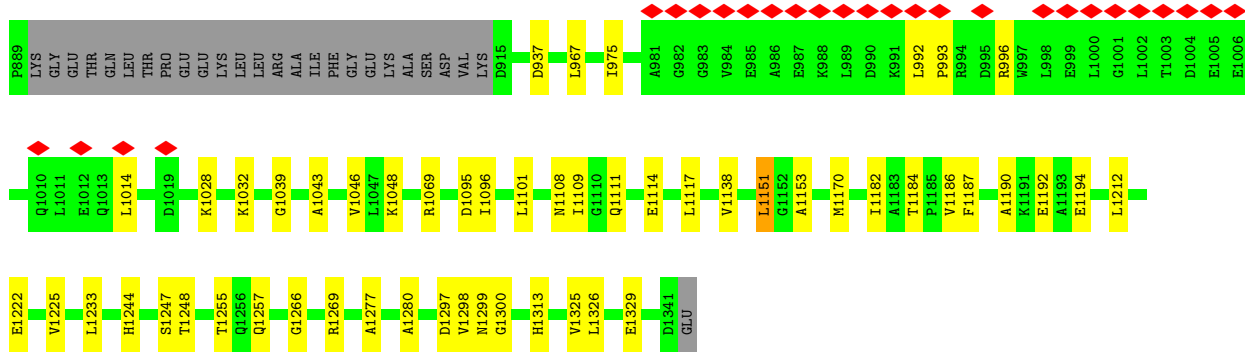 P889 LYS GLY GLU THR GLN LEU THR PRO GLU GLU LYS LEU LEU ARG ALA ILE PHE GLY GLU LYS ALA SER ASP VAL LYS D915 D937 L967 I975 A981 G982 G983 V984 E985 A986 E987 K988 L989 D990 K991 L992 P993 R994 D995 R996 W997 L998 E999 L1000 G1001 L1002 T1003 D1004 E1005 E1006
Q1010 L1011 E1012 Q1013 L1014 D1019 K1028 K1032 G1039 A1043 V1046 L1047 K1048 R1069 D1095 I1096 L1101 N1108 I1109 G1110 Q1111 E1114 L1117 V1138 L1151 G1152 A1153 M1170 I1182 A1183 T1184 P1185 V1186 F1187 A1190 K1191 E1192 A1193 E1194 L1212
E1222 V1225 L1233 H1244 S1247 T1248 T1255 Q1256 Q1257 G1266 R1269 A1277 A1280 D1297 V1298 N1299 G1300 H1313 V1325 L1326 E1329 D1341 GLU